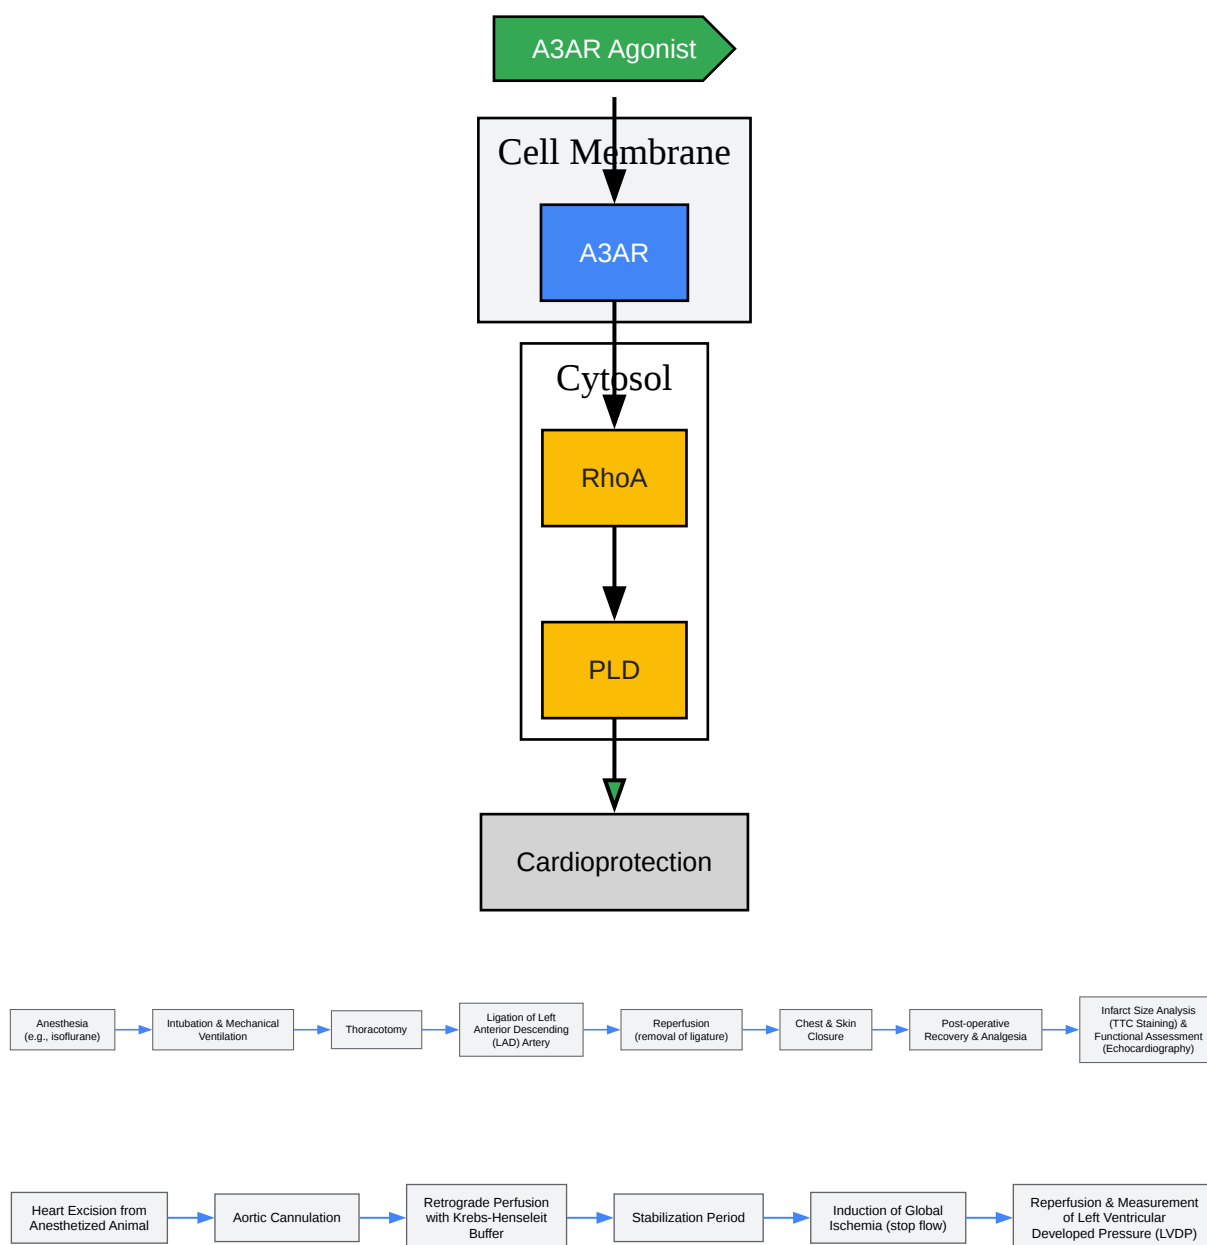 A3AR Agonist
Cell Membrane
A3AR
Cytosol
RhoA
PLD
Cardioprotection
Anesthesia
(e.g., isoflurane)
Intubation & Mechanical
Ventilation
Thoracotomy
Ligation of Left
Anterior Descending
(LAD) Artery
Reperfusion
(removal of ligature)
Chest & Skin
Closure
Post-operative
Recovery & Analgesia
Infarct Size Analysis
(TTC Staining) &
Functional Assessment
(Echocardiography)
Heart Excision from
Anesthetized Animal
Aortic Cannulation
Retrograde Perfusion
with Krebs-Henseleit
Buffer
Stabilization Period
Induction of Global
Ischemia (stop flow)
Reperfusion & Measurement
of Left Ventricular
Developed Pressure (LVDP)